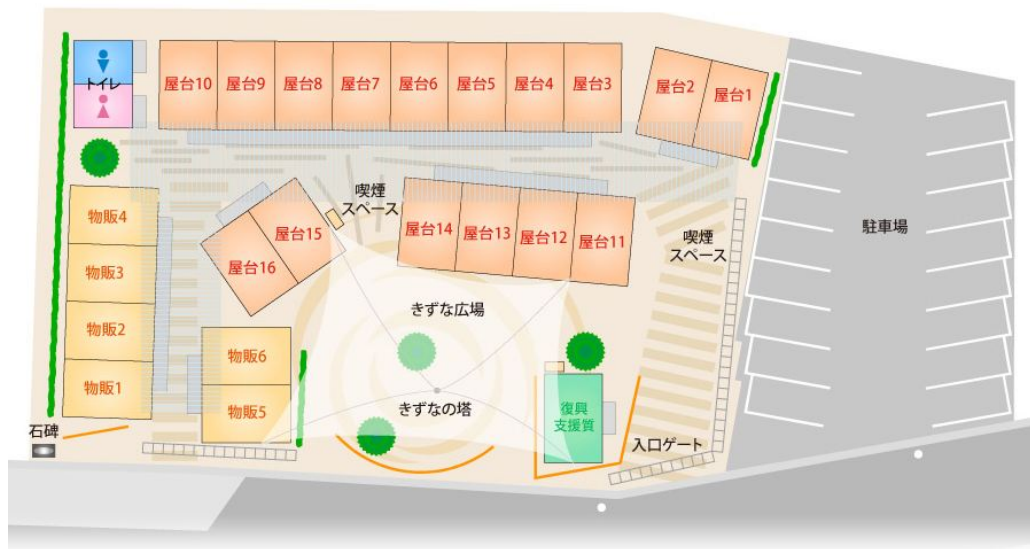 トイレ
屋台10
屋台9
屋台8
屋台7
屋台6
屋台5
屋台4
屋台3
屋台2
屋台1
物販4
物販3
物販2
物販1
屋台16
屋台15
喫煙
スペース
屋台14
屋台13
屋台12
屋台11
喫煙
スペース
駐車場
きずな広場
物販6
物販5
きずなの塔
復興
支援質
石碑
入口ゲート